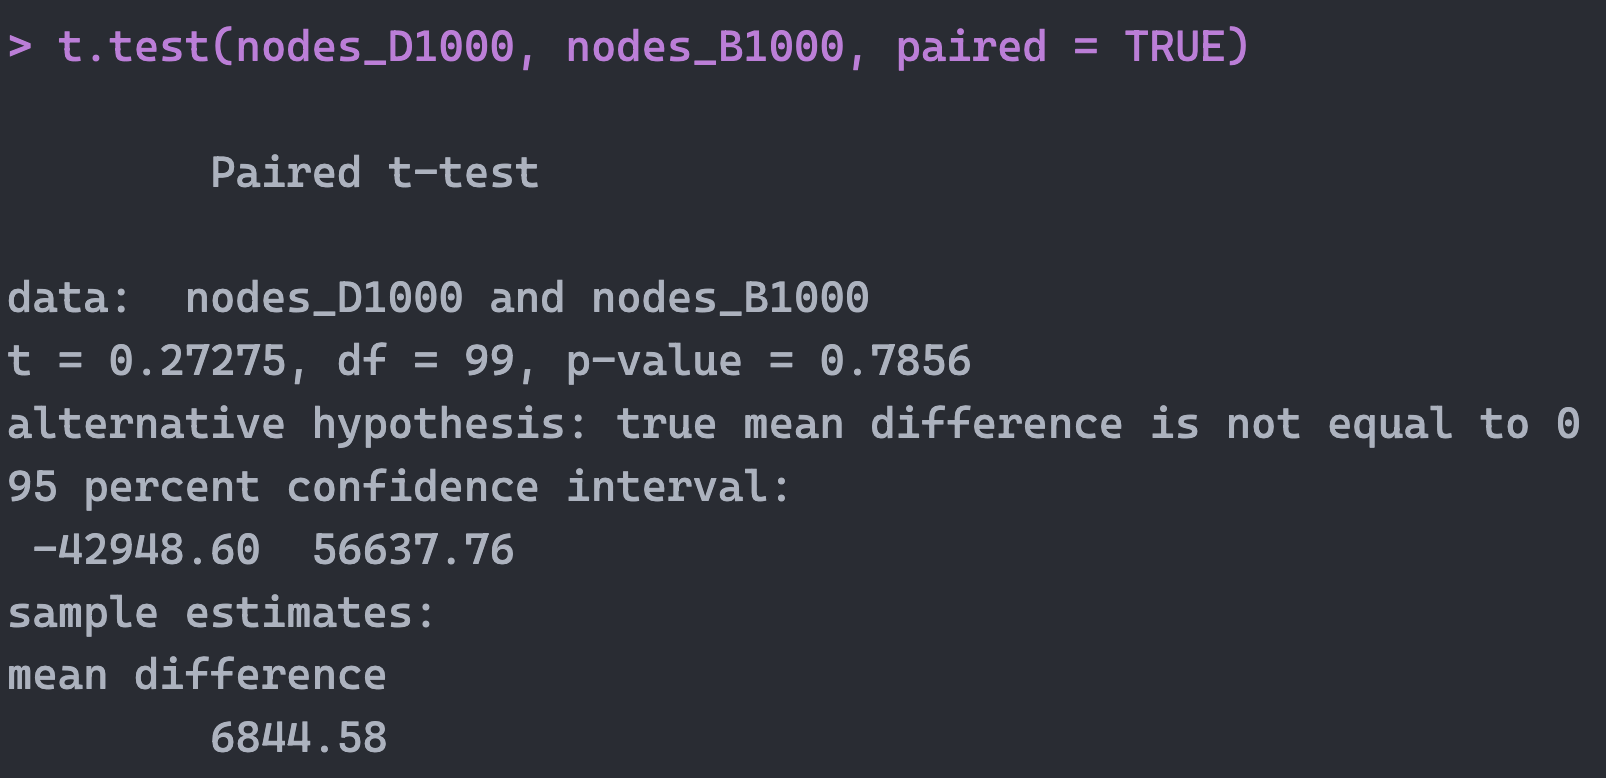 > t.test(nodes_D1000, nodes_B1000, paired = TRUE)
Paired t-test
data:  nodes_D1000 and nodes_B1000
t = 0.27275, df = 99, p-value = 0.7856
alternative hypothesis: true mean difference is not equal to 0
95 percent confidence interval:
-42948.60  56637.76
sample estimates:
mean difference
6844.58